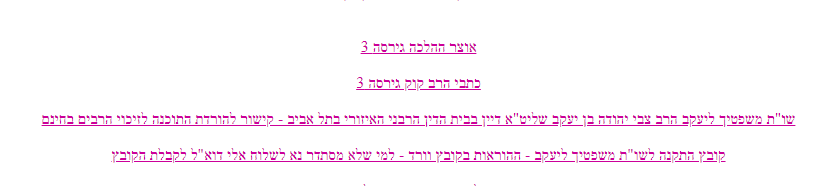 אוצר ההלכה גירסה 3
כתבי הרב קוק גירסה 3
שו"ת משפטיך ליעקב הרב צבי יהודה בן יעקב שליט"א דיין בבית הדין הרבני האיזורי בתל אביב - קישור להורדת התוכנה לזיכוי הרבים בחינם
קובץ התקנה לשו"ת משפטיך ליעקב - ההוראות בקובץ וורד - למי שלא מסתדר נא לשלוח אלי דוא"ל לקבלת הקובץ